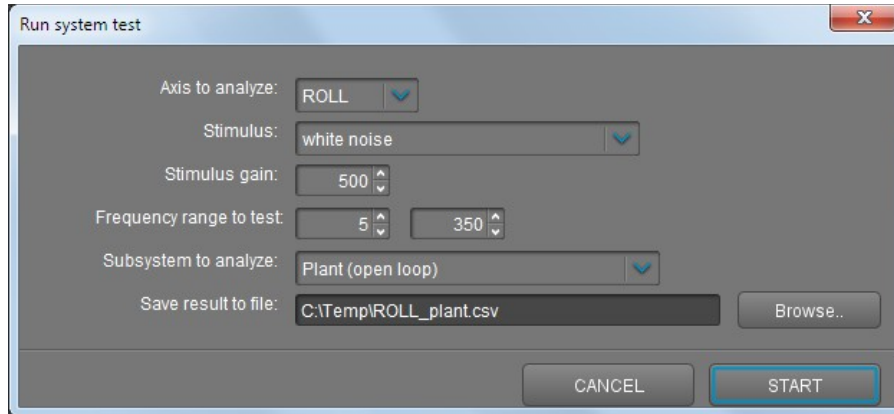 Run system test
Axis to analyze: ROLL
Stimulus: white noise
Stimulus gain: 500
Frequency range to test: 5 350
Subsystem to analyze: Plant (open loop)
Save result to file: C:\Temp\ROLL_plant.csv Browse..
CANCEL START